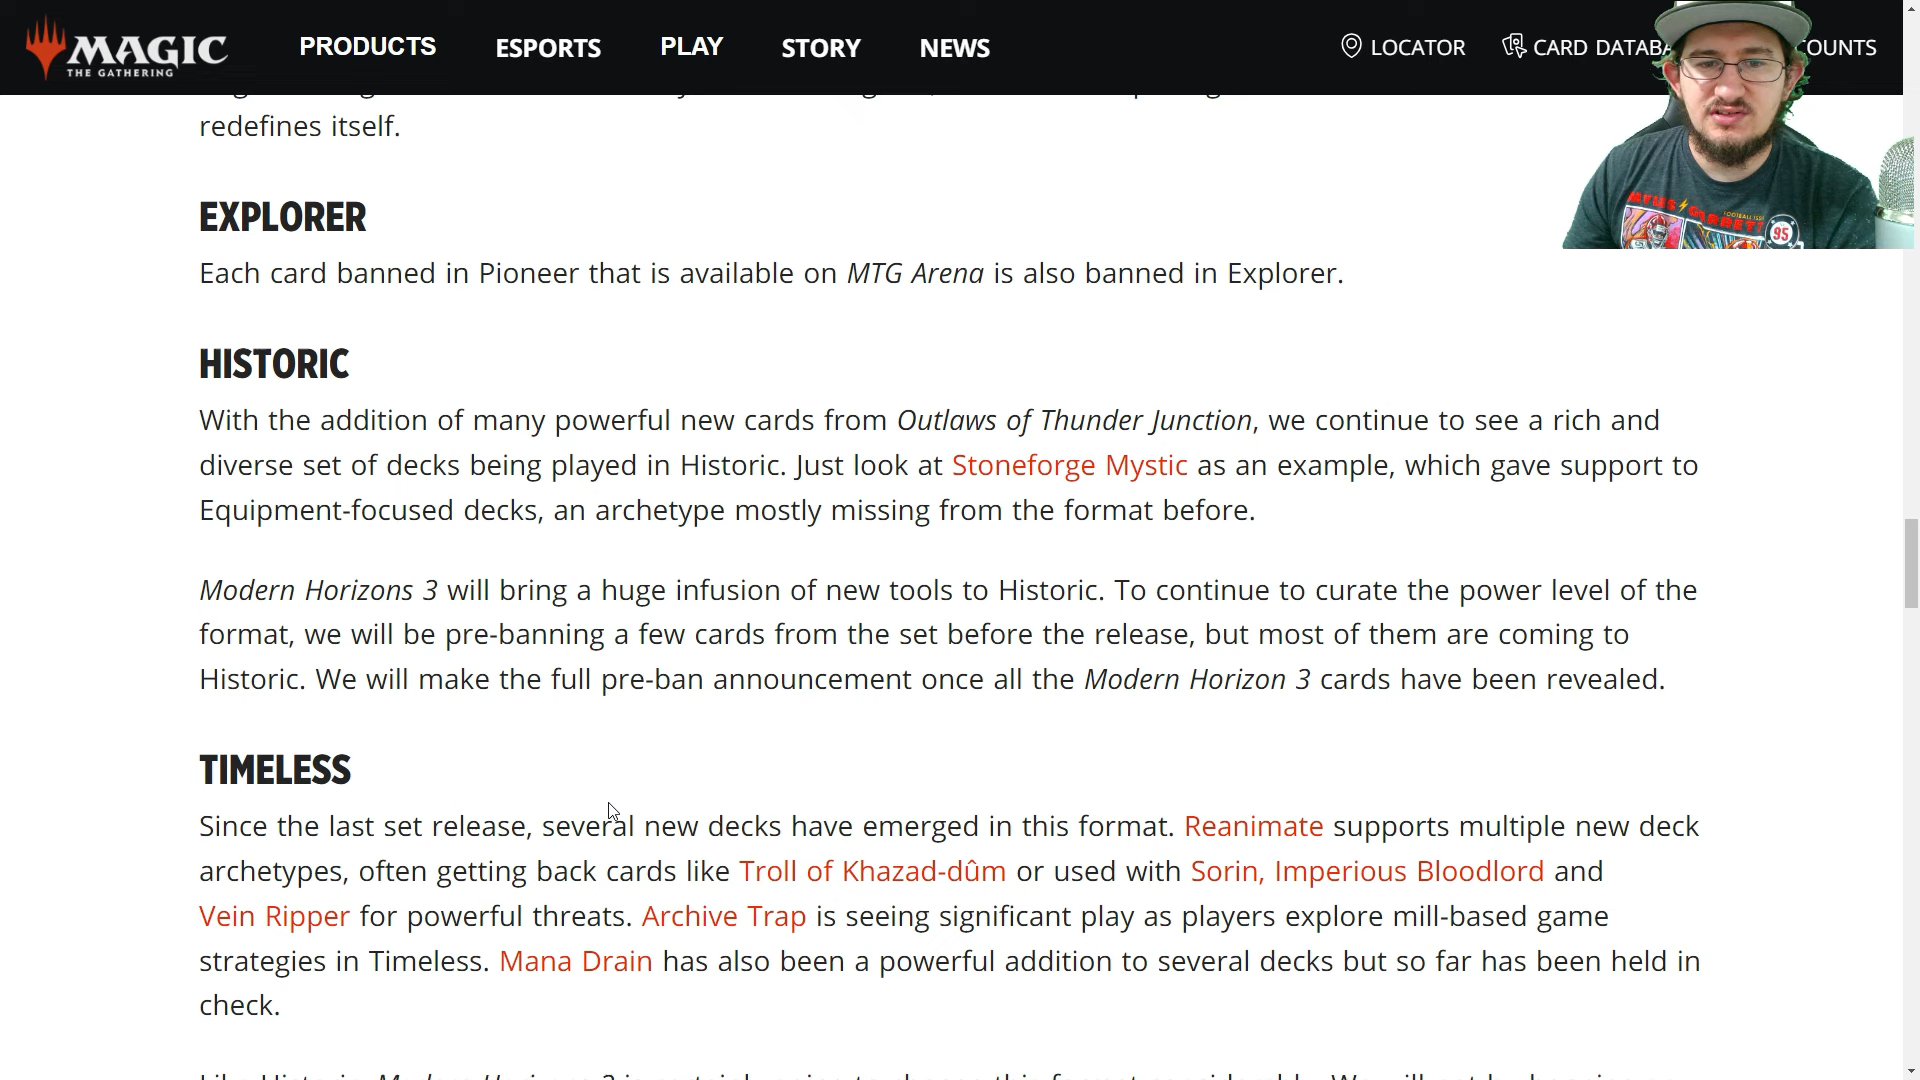 MAGIC
THE GATHERING
PRODUCTS
ESPORTS
PLAY
STORY
NEWS
LOCATOR
CARD DATABA
OUNTS
redefines itself.
EXPLORER
Each card banned in Pioneer that is available on MTG Arena is also banned in Explorer.
HISTORIC
With the addition of many powerful new cards from Outlaws of Thunder Junction, we continue to see a rich and
diverse set of decks being played in Historic. Just look at Stoneforge Mystic as an example, which gave support to
Equipment-focused decks, an archetype mostly missing from the format before.
Modern Horizons 3 will bring a huge infusion of new tools to Historic. To continue to curate the power level of the
format, we will be pre-banning a few cards from the set before the release, but most of them are coming to
Historic. We will make the full pre-ban announcement once all the Modern Horizon 3 cards have been revealed.
TIMELESS
Since the last set release, several new decks have emerged in this format. Reanimate supports multiple new deck
archetypes, often getting back cards like Troll of Khazad-dûm or used with Sorin, Imperious Bloodlord and
Vein Ripper for powerful threats. Archive Trap is seeing significant play as players explore mill-based game
strategies in Timeless. Mana Drain has also been a powerful addition to several decks but so far has been held in
check.
95